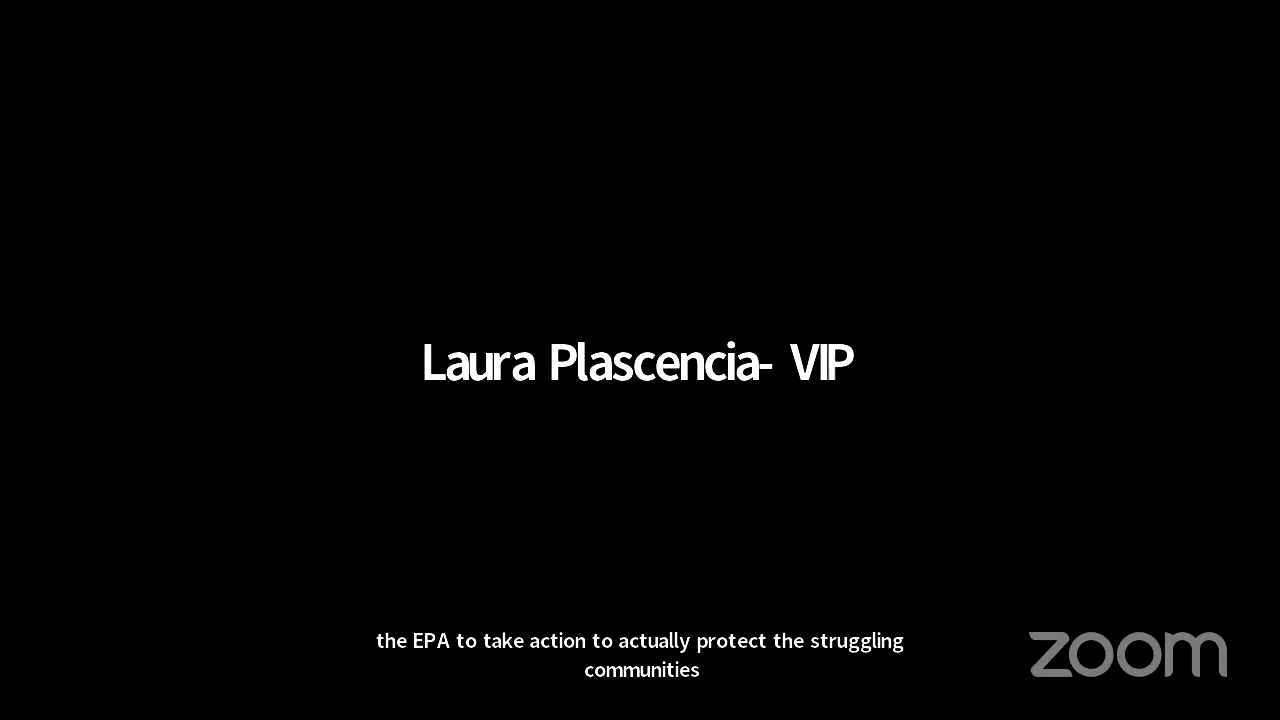 Laura Plascencia- VIP
the EPA to take action to actually protect the struggling
communities
zoom